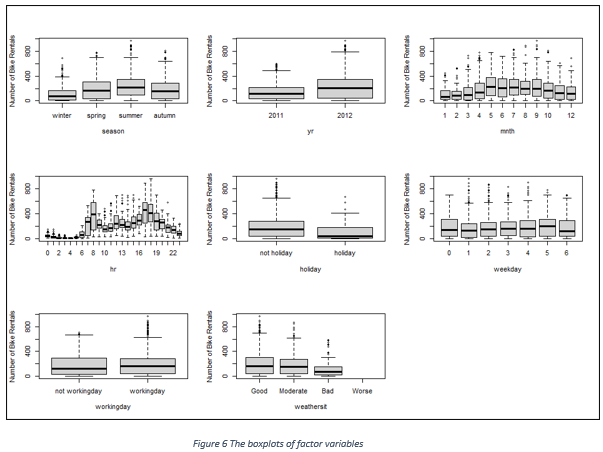 Number of Bike Rentals
0 400 800
winter spring summer autumn
season
Number of Bike Rentals
0 400 800
2011 2012
yr
Number of Bike Rentals
0 400 800
1 2 3 4 5 6 7 8 9 10 12
mnth
Number of Bike Rentals
0 400 800
0 2 4 6 8 10 13 16 19 22
hr
Number of Bike Rentals
0 400 800
not holiday holiday
holiday
Number of Bike Rentals
0 400 800
0 1 2 3 4 5 6
weekday
Number of Bike Rentals
0 400 800
not workingday workingday
workingday
Number of Bike Rentals
0 400 800
Good Moderate Bad Worse
weathersit
Figure 6 The boxplots of factor variables